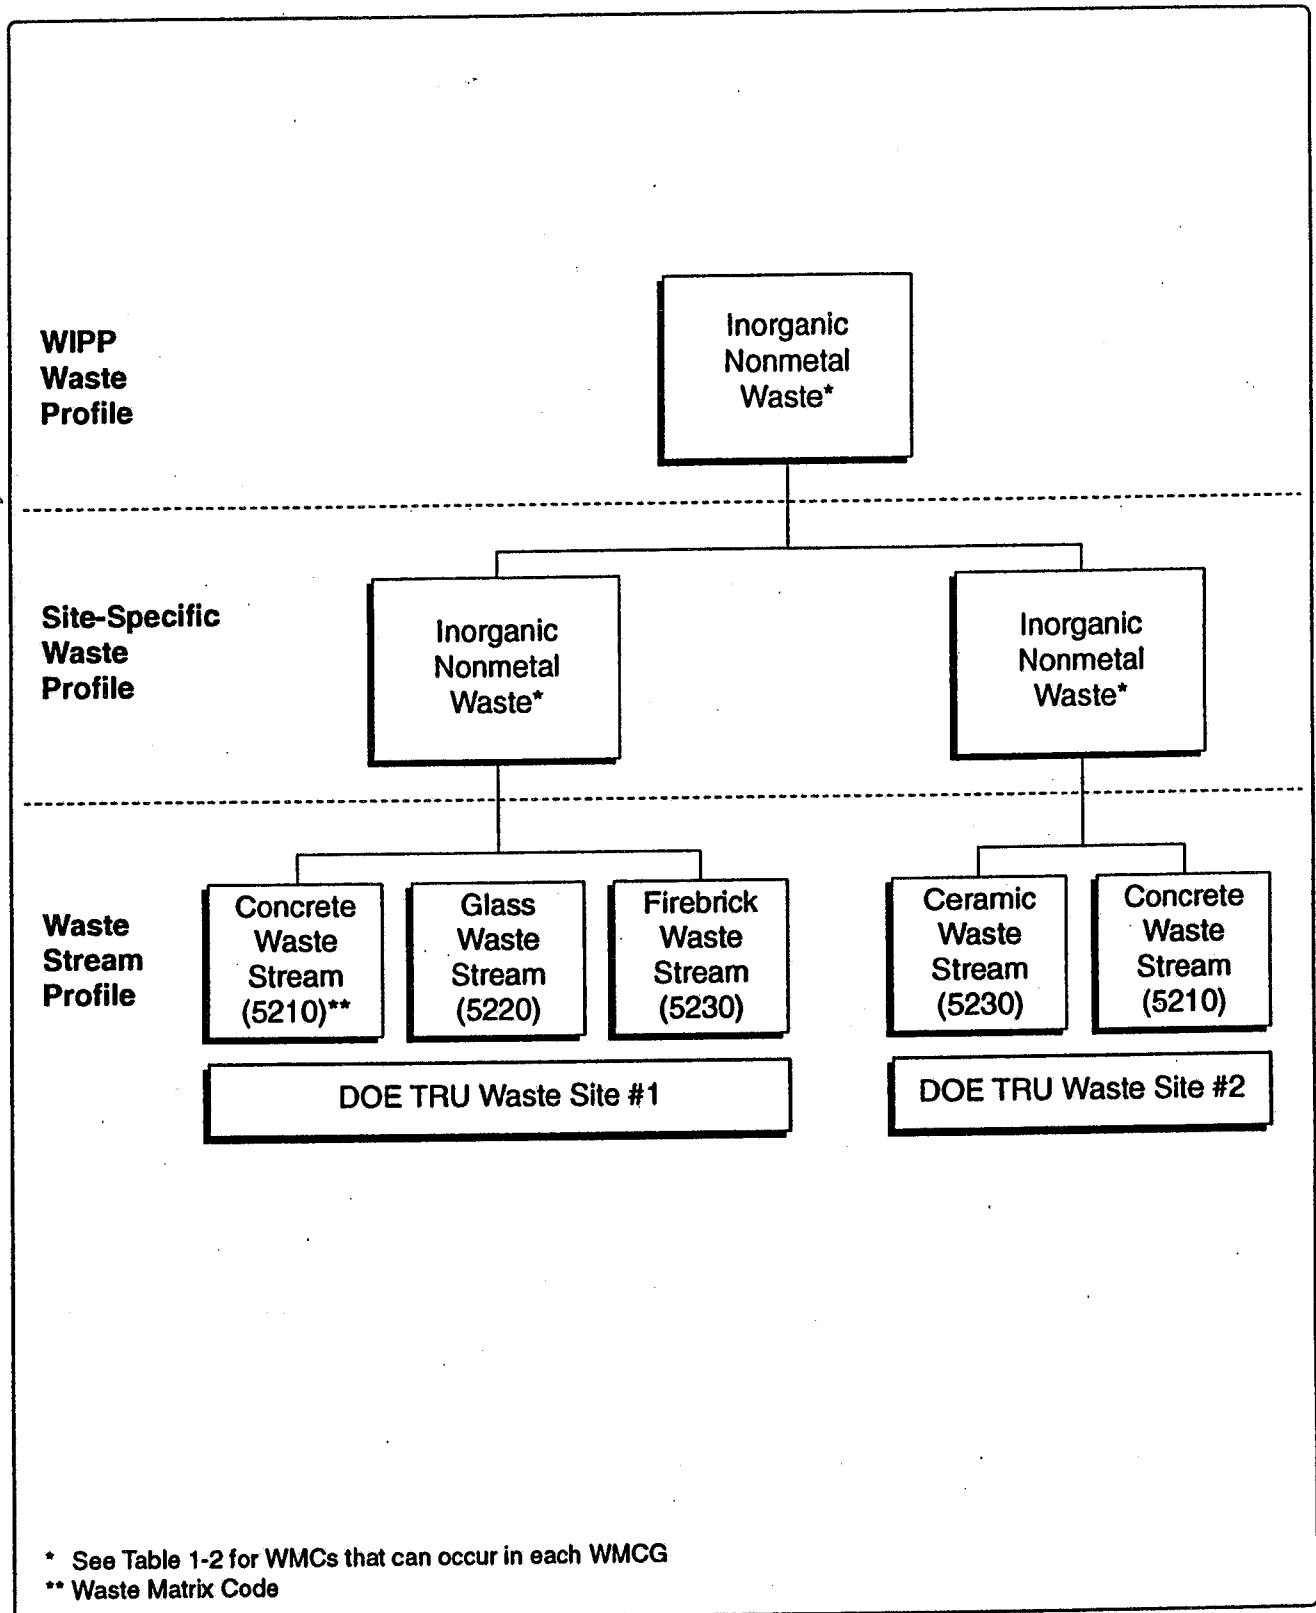 WIPP
Waste
Profile
Inorganic
Nonmetal
Waste*
Site-Specific
Waste
Profile
Inorganic
Nonmetal
Waste*
Inorganic
Nonmetal
Waste*
Waste
Stream
Profile
Concrete
Waste
Stream
(5210)**
Glass
Waste
Stream
(5220)
Firebrick
Waste
Stream
(5230)
Ceramic
Waste
Stream
(5230)
Concrete
Waste
Stream
(5210)
DOE TRU Waste Site #1
DOE TRU Waste Site #2
* See Table 1-2 for WMCs that can occur in each WMCG
** Waste Matrix Code